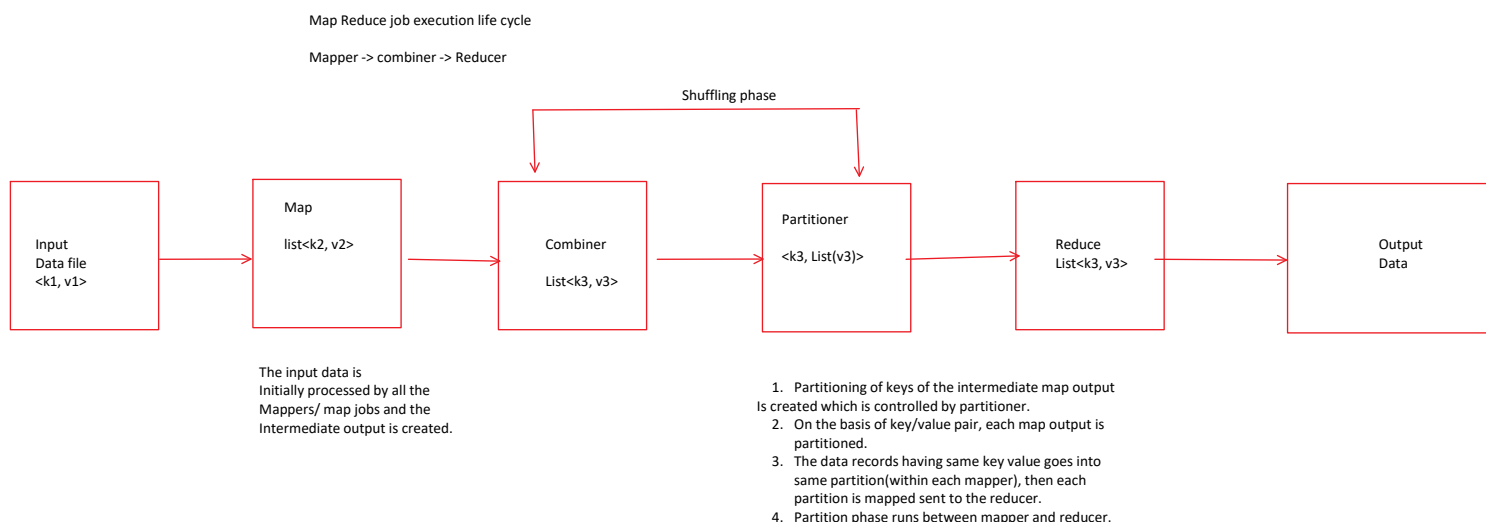 Map Reduce job execution life cycle
Mapper -> combiner -> Reducer
Shuffling phase
Input
Data file
<k1, v1>
Map
list<k2, v2>
Combiner
List<k3, v3>
Partitioner
<k3, List(v3)>
Reduce
List<k3, v3>
Output
Data
The input data is
Initially processed by all the
Mappers/ map jobs and the
Intermediate output is created.
1. Partitioning of keys of the intermediate map output
Is created which is controlled by partitioner.
2. On the basis of key/value pair, each map output is
partitioned.
3. The data records having same key value goes into
same partition(within each mapper), then each
partition is mapped sent to the reducer.
4. Partition phase runs between mapper and reducer.